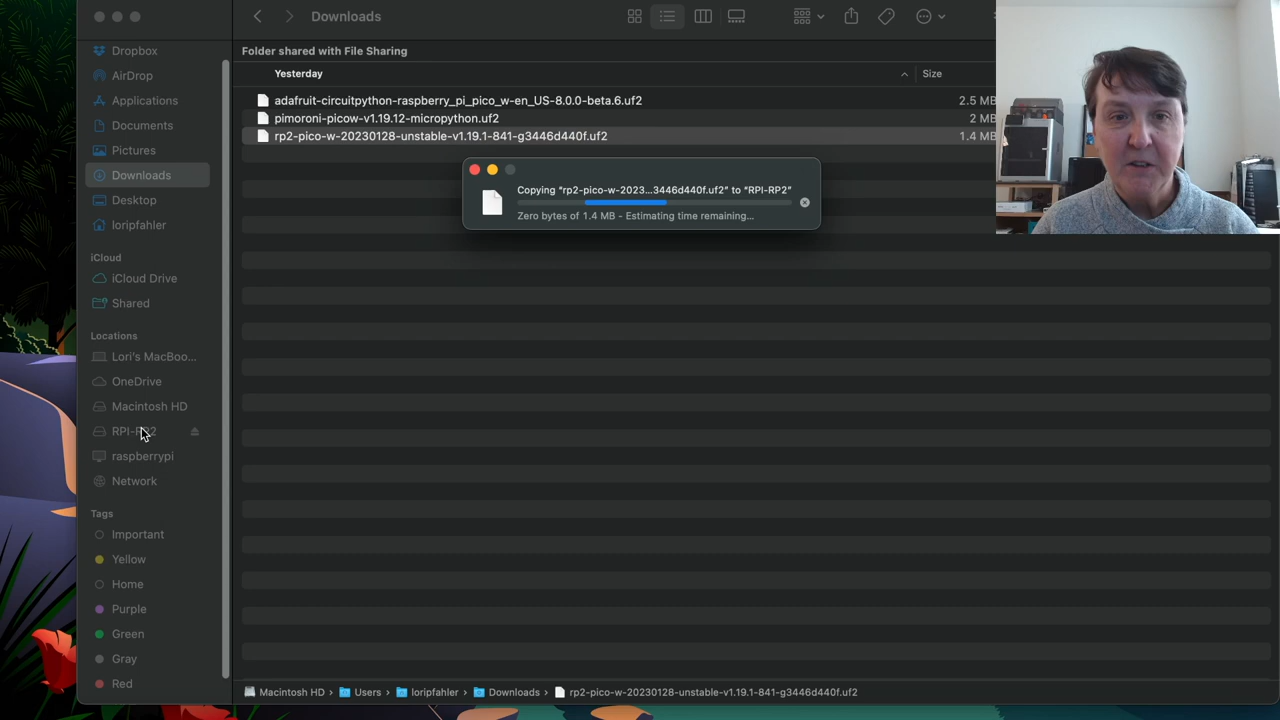 Downloads
Dropbox
AirDrop
Applications
Documents
Pictures
Downloads
Desktop
loripfahler
iCloud
iCloud Drive
Shared
Locations
Lori's MacBoo...
OneDrive
Macintosh HD
RPI-RP2
raspberrypi
Network
Tags
Important
Yellow
Home
Purple
Green
Gray
Red
Folder shared with File Sharing
Yesterday Size
adafruit-circuitpython-raspberry_pi_pico_w-en_US-8.0.0-beta.6.uf2 2.5 MB
pimoroni-picow-v1.19.12-micropython.uf2 2 MB
rp2-pico-w-20230128-unstable-v1.19.1-841-g3446d440f.uf2 1.4 MB
Copying "rp2-pico-w-2023...3446d440f.uf2" to "RPI-RP2"
Zero bytes of 1.4 MB - Estimating time remaining...
Macintosh HD › Users › loripfahler › Downloads › rp2-pico-w-20230128-unstable-v1.19.1-841-g3446d440f.uf2